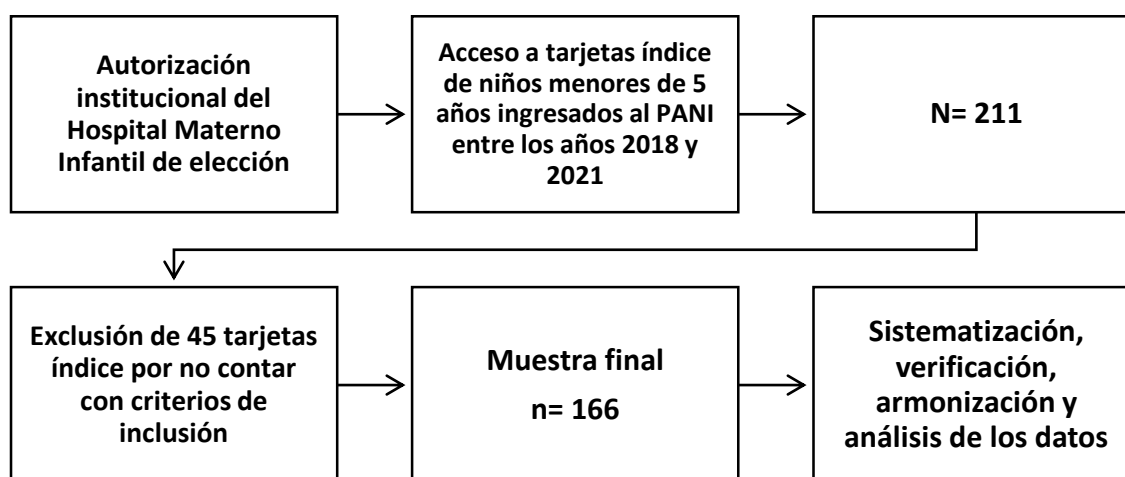 Autorización
institucional del
Hospital Materno
Infantil de elección
Acceso a tarjetas índice
de niños menores de 5
años ingresados al PANI
entre los años 2018 y
2021
N= 211
Exclusión de 45 tarjetas
índice por no contar
con criterios de
inclusión
Muestra final
n= 166
Sistematización,
verificación,
armonización y
análisis de los datos